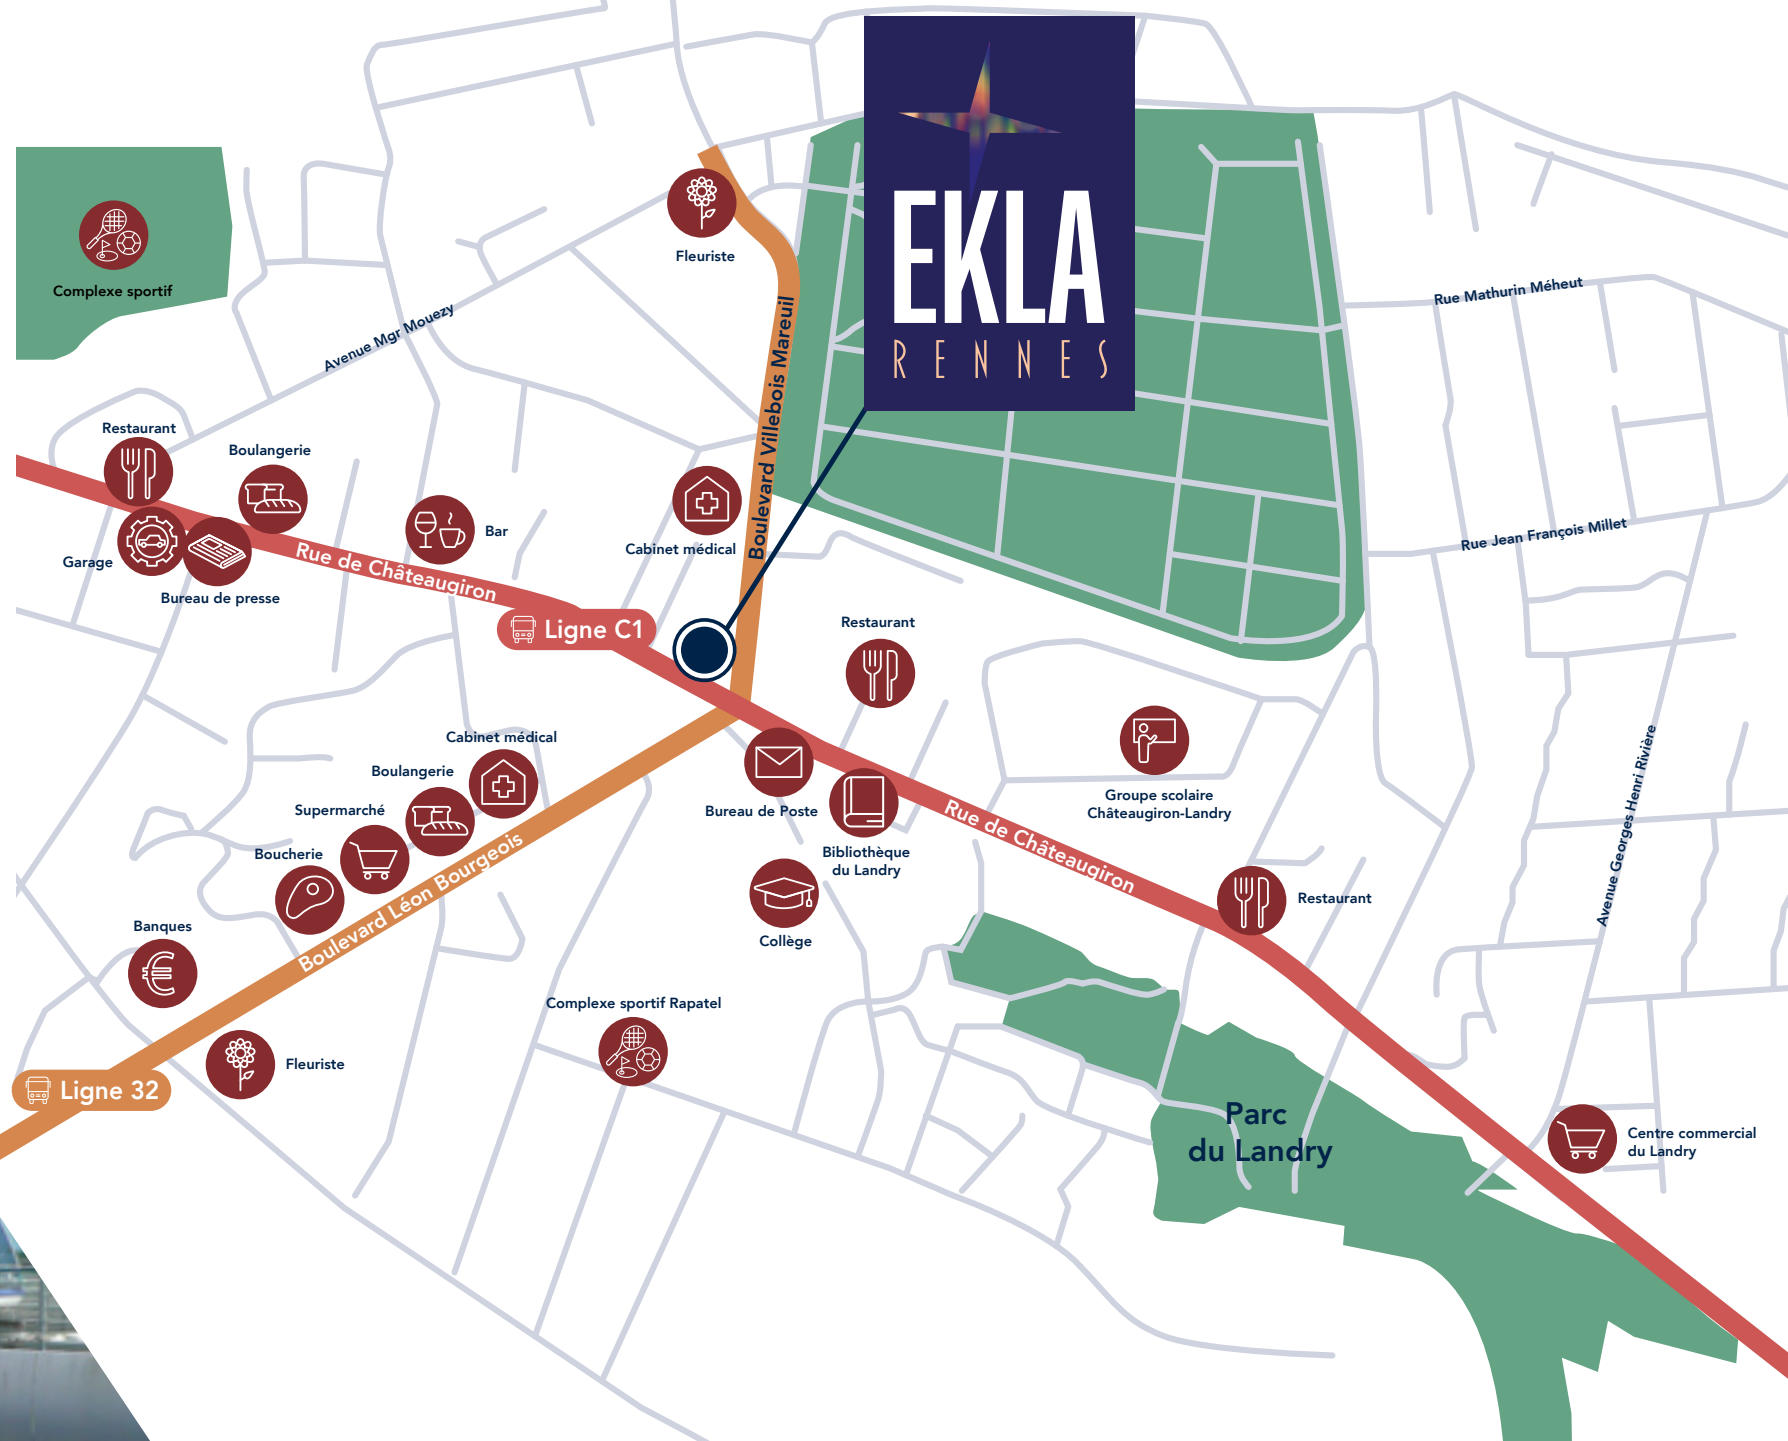 EKLA
RENNES
Fleuriste
Complexe sportif
Rue Mathurin Méheut
Avenue Mgr Mouezy
Boulevard Villebois Mareuil
Restaurant
Boulangerie
Bar
Cabinet médical
Garage
Bureau de presse
Rue de Châteaugiron
Rue Jean François Millet
Ligne C1
Restaurant
Cabinet médical
Boulangerie
Supermarché
Boucherie
Bureau de Poste
Groupe scolaire
Châteaugiron-Landry
Rue de Châteaugiron
Avenue Georges Henri Rivière
Bibliothèque
du Landry
Boulevard Léon Bourgeois
Restaurant
Banques
Collège
Complexe sportif Rapatel
Fleuriste
Ligne 32
Parc
du Landry
Centre commercial
du Landry